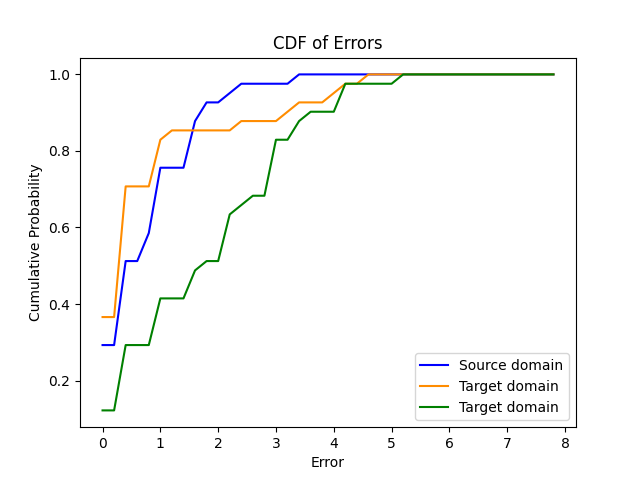 CDF of Errors
Cumulative Probability
1.0
0.8
0.6
0.4
0.2
0 1 2 3 4 5 6 7 8
Error
Source domain
Target domain
Target domain